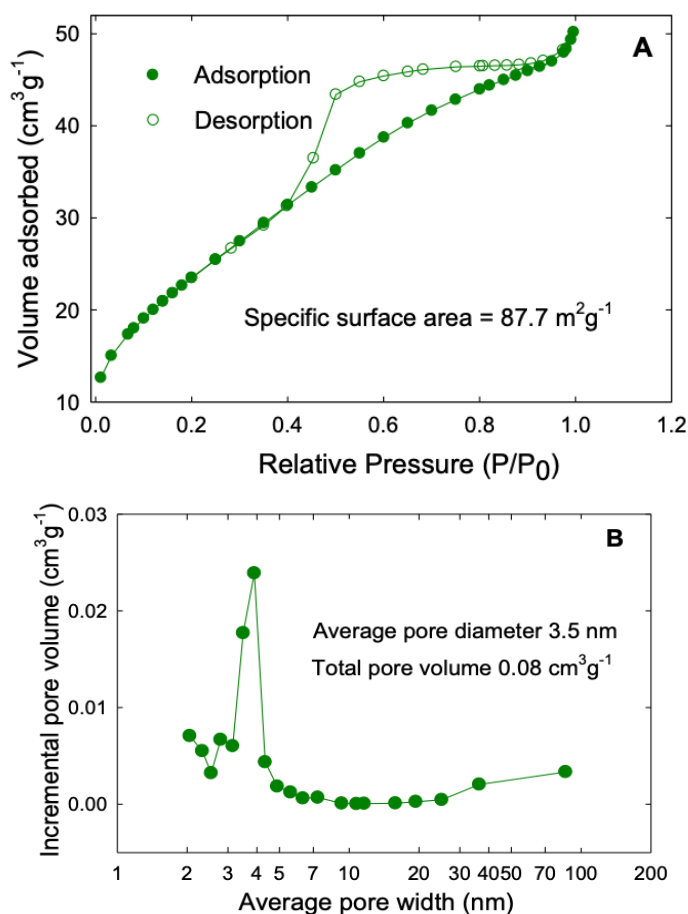 A
Adsorption
Desorption
Specific surface area = 87.7 m²g⁻¹
Volume adsorbed (cm³g⁻¹)
50
40
30
20
10
0.0 0.2 0.4 0.6 0.8 1.0 1.2
Relative Pressure (P/P₀)
B
Average pore diameter 3.5 nm
Total pore volume 0.08 cm³g⁻¹
Incremental pore volume (cm³g⁻¹)
0.03
0.02
0.01
0.00
1 2 3 4 5 7 10 20 30 40 50 70 100 200
Average pore width (nm)